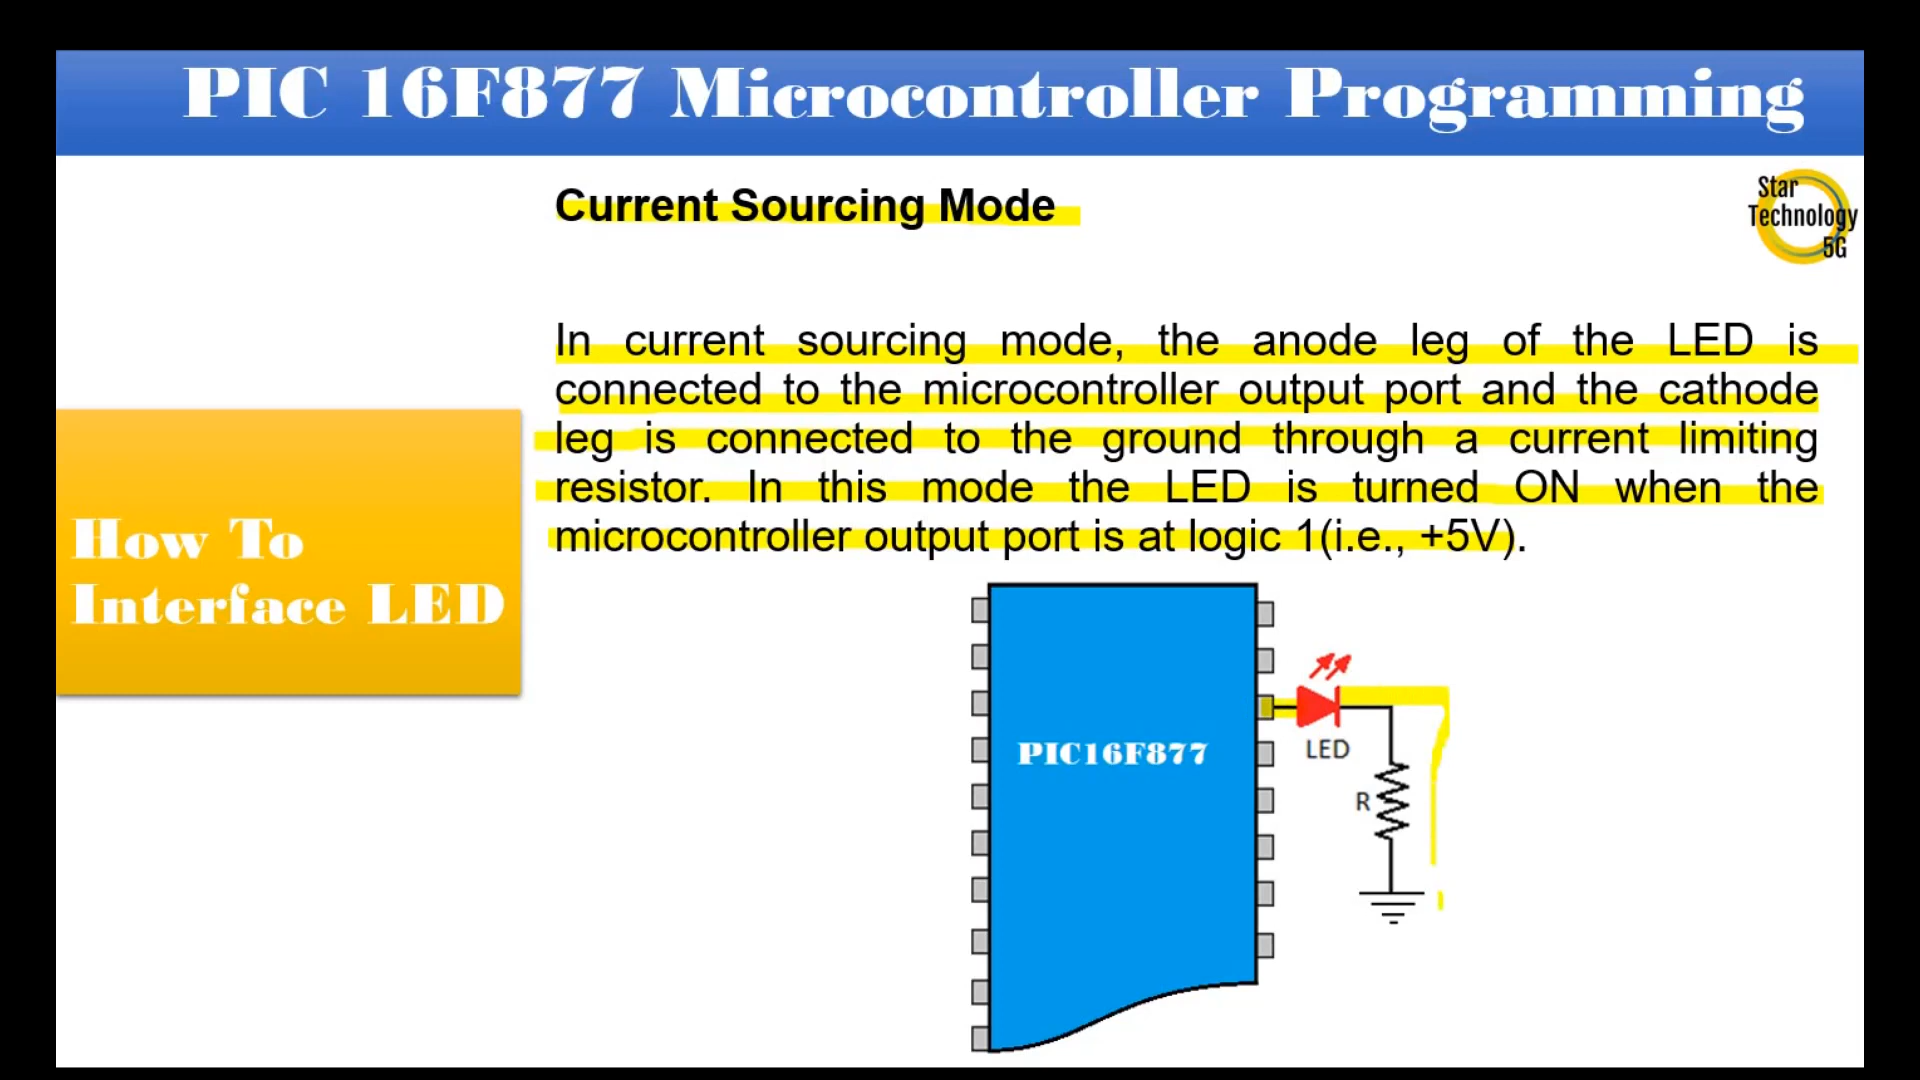 PIC 16F877 Microcontroller Programming
Current Sourcing Mode
Star
Technology
5G
In current sourcing mode, the anode leg of the LED is
connected to the microcontroller output port and the cathode
leg is connected to the ground through a current limiting
resistor. In this mode the LED is turned ON when the
microcontroller output port is at logic 1(i.e., +5V).
How To
Interface LED
PIC16F877
LED
R